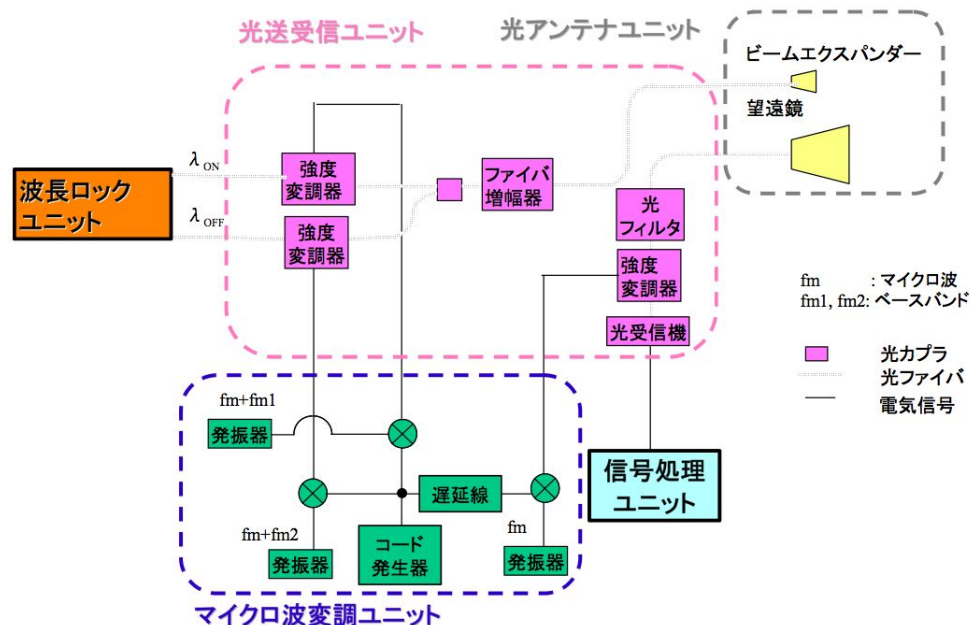 光送受信ユニット
光アンテナユニット
ビームエクスパンダー
望遠鏡
λ ON
λ OFF
波長ロック
ユニット
強度
変調器
強度
変調器
ファイバ
増幅器
光
フィルタ
強度
変調器
光受信機
fm : マイクロ波
fm1, fm2: ベースバンド
光カプラ
光ファイバ
電気信号
fm+fm1
発振器
遅延線
fm+fm2
発振器
コード
発生器
fm
発振器
信号処理
ユニット
マイクロ波変調ユニット